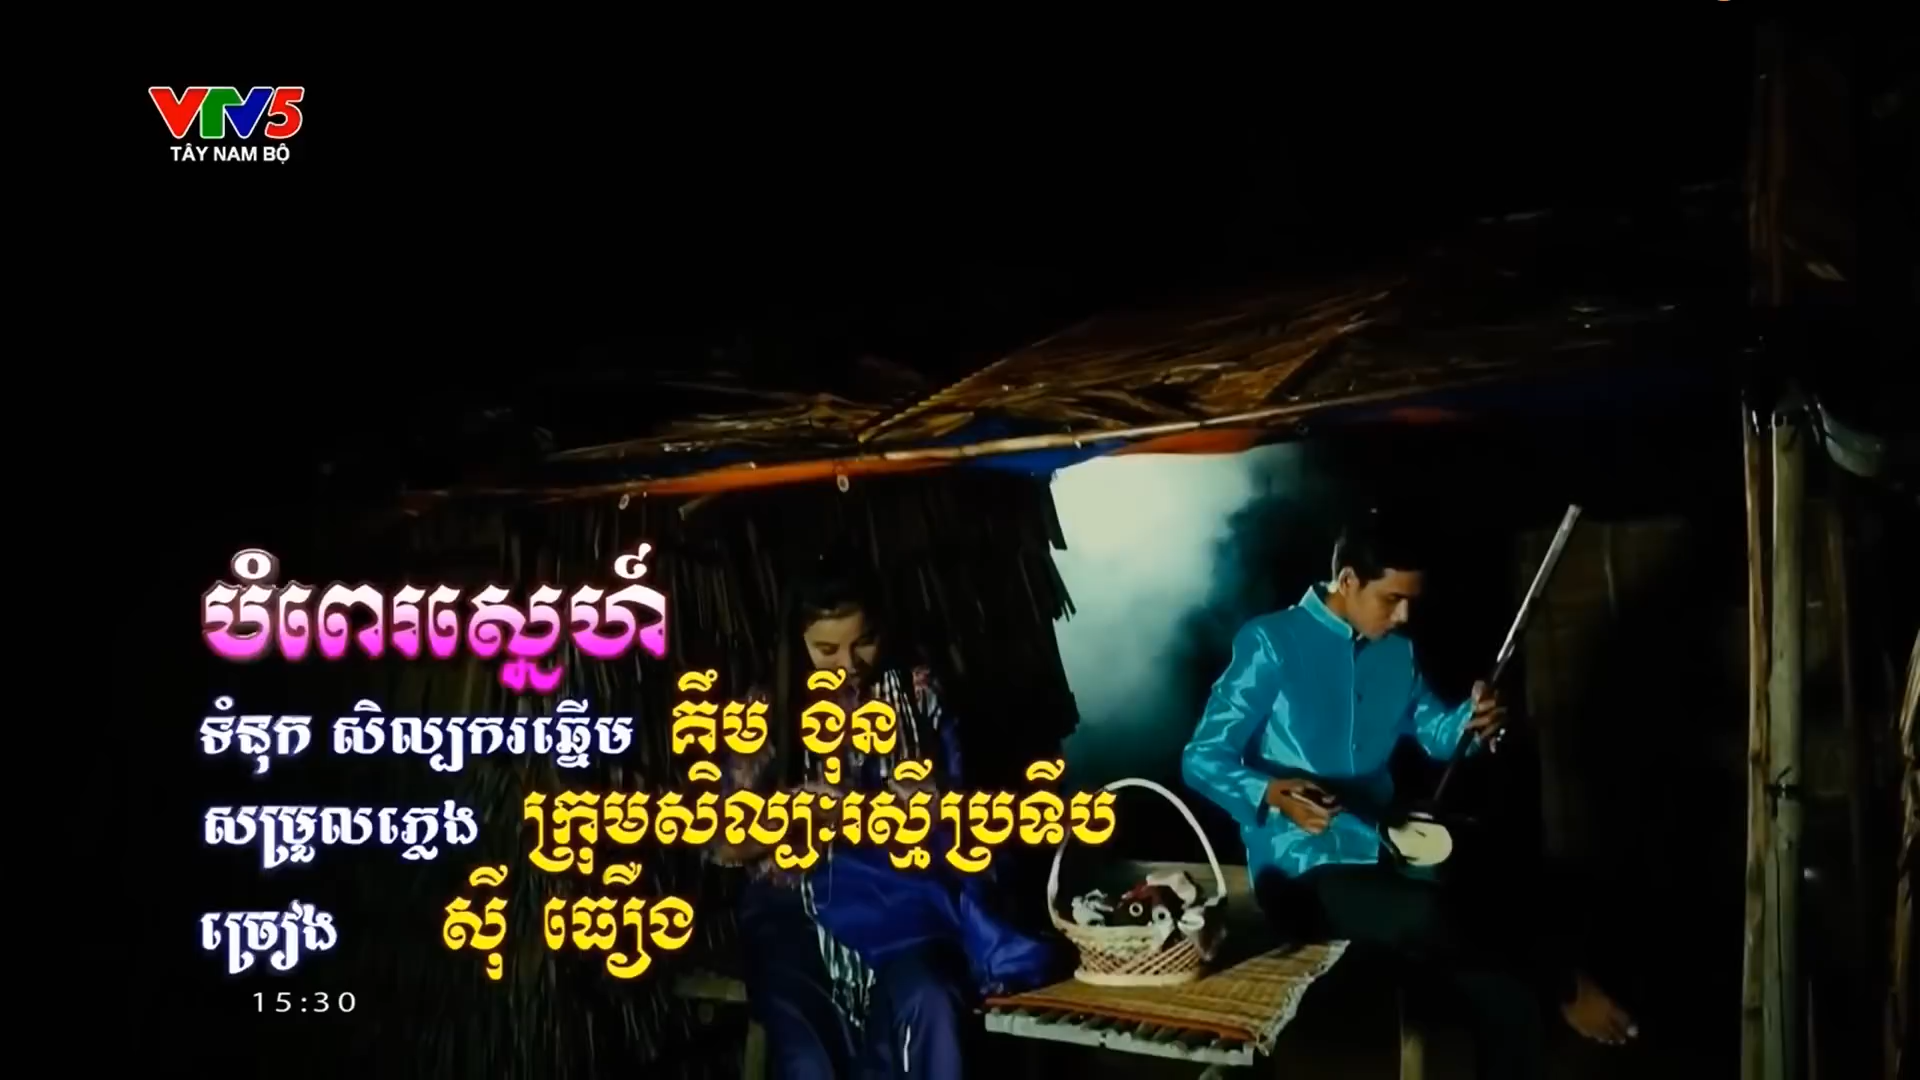 VTV5
TÂY NAM BỘ
បំពេរស្នេហ៍
ទំនុក សិល្បករឆ្នើម គឹម ង៉ីន
សម្រួលភ្លេង ក្រុមសិល្បៈរស្មីប្រទីប
ច្រៀង ស៊ី ធឿង
15:30